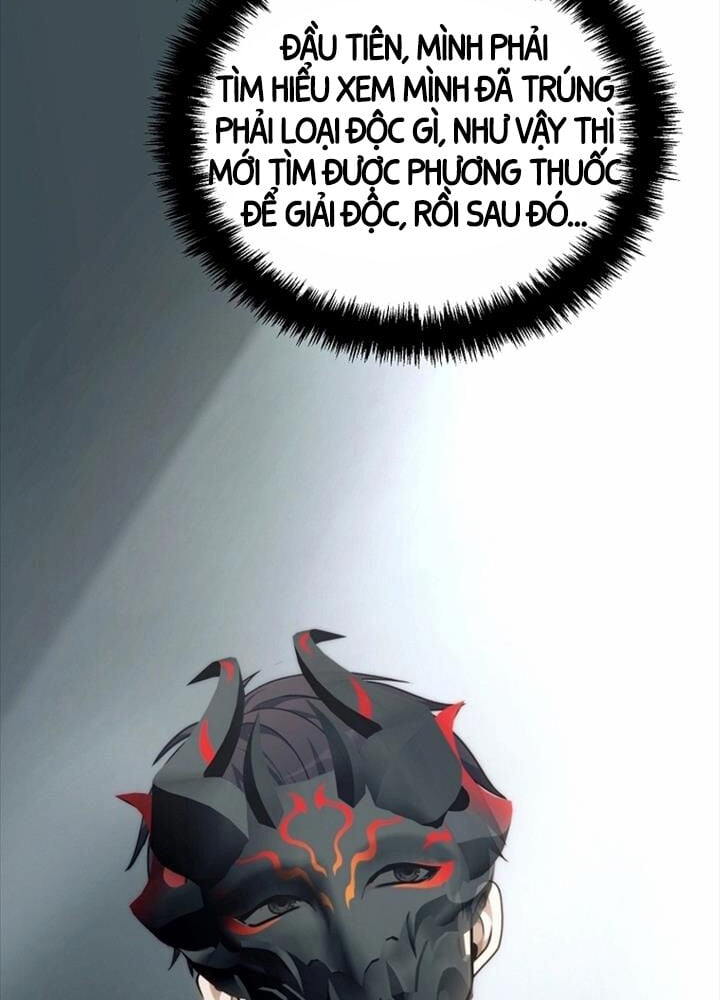 ĐẦU TIÊN, MÌNH PHẢI
TÌM HIỂU XEM MÌNH ĐÃ TRÚNG
PHẢI LOẠI ĐỘC GÌ, NHƯ VẬY THÌ
MỚI TÌM ĐƯỢC PHƯƠNG THUỐC
ĐỂ GIẢI ĐỘC, RỒI SAU ĐÓ...